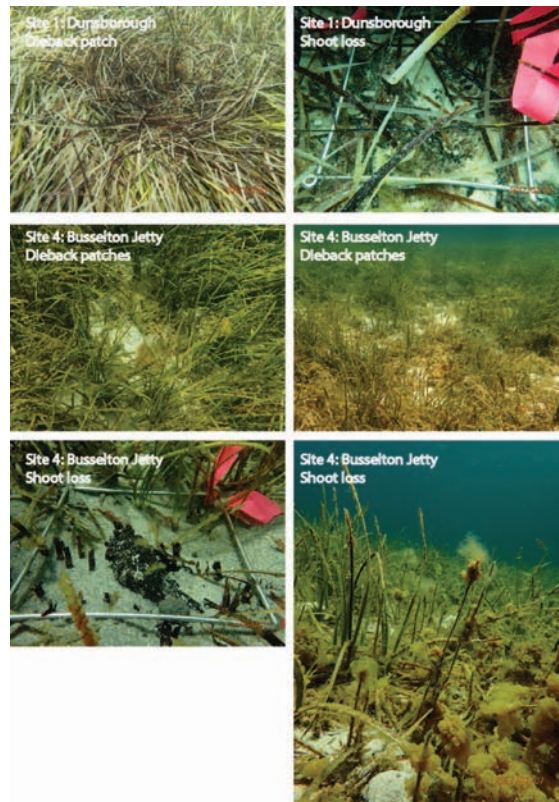 Site 1: Dunsborough
Dieback patch
Site 1: Dunsborough
Shoot loss
Site 4: Busselton Jetty
Dieback patches
Site 4: Busselton Jetty
Dieback patches
Site 4: Busselton Jetty
Shoot loss
Site 4: Busselton Jetty
Shoot loss